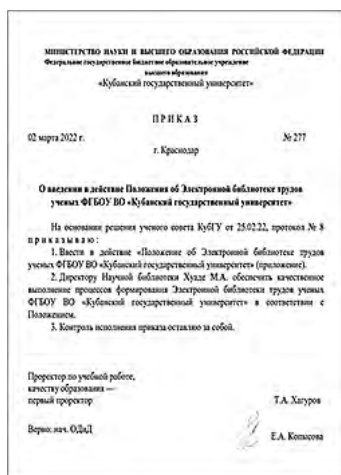 МИНИСТЕРСТВО НАУКИ И ВЫСШЕГО ОБРАЗОВАНИЯ РОССИЙСКОЙ ФЕДЕРАЦИИ
Федеральное государственное бюджетное образовательное учреждение
высшего образования
«Кубанский государственный университет»
ПРИКАЗ
02 марта 2022 г. № 277
г. Краснодар
О введении в действие Положения об Электронной библиотеке трудов
ученых ФГБОУ ВО «Кубанский государственный университет»
На основании решения ученого совета КубГУ от 25.02.22, протокол № 8
приказываю:
1. Ввести в действие «Положение об Электронной библиотеке трудов
ученых ФГБОУ ВО «Кубанский государственный университет» (приложение).
2. Директору Научной библиотеки Хуаде М.А. обеспечить качественное
выполнение процессов формирования Электронной библиотеки трудов ученых
ФГБОУ ВО «Кубанский государственный университет» в соответствии с
Положением.
3. Контроль исполнения приказа оставляю за собой.
Проректор по учебной работе,
качеству образования —
первый проректор Т.А. Хагуров
Верно: нач. ОДиД Е.А. Копысова